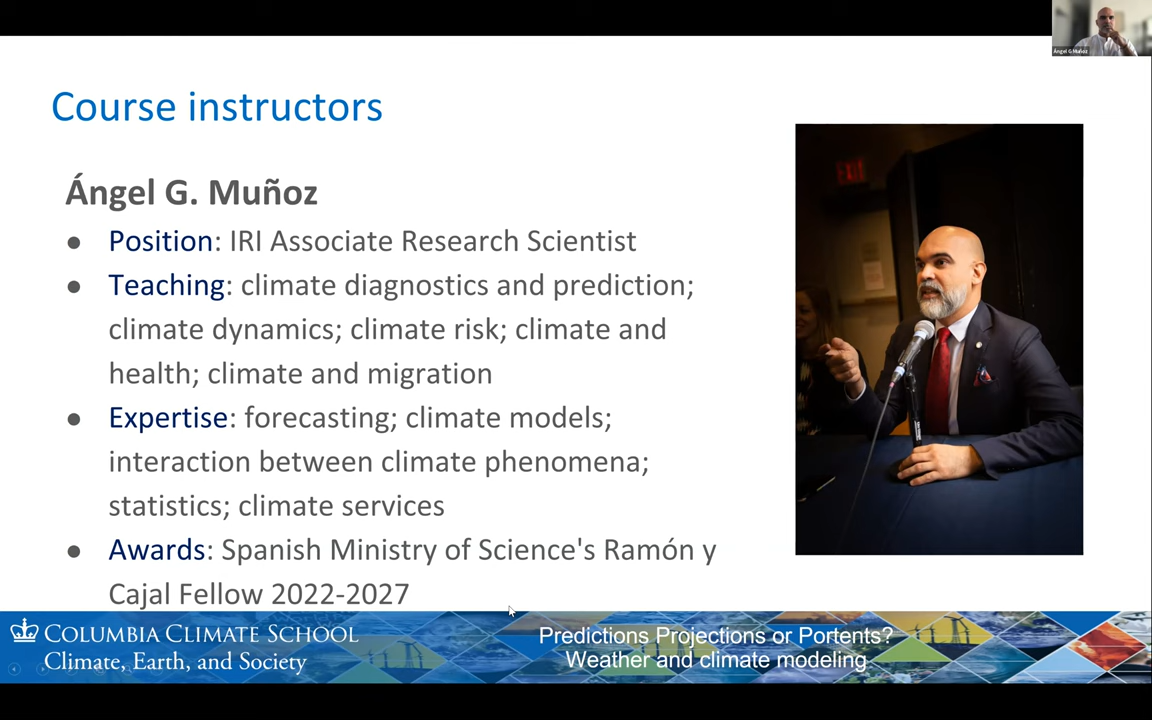 Ángel G Muñoz
Course instructors
Ángel G. Muñoz
● Position: IRI Associate Research Scientist
● Teaching: climate diagnostics and prediction;
climate dynamics; climate risk; climate and
health; climate and migration
● Expertise: forecasting; climate models;
interaction between climate phenomena;
statistics; climate services
● Awards: Spanish Ministry of Science's Ramón y
Cajal Fellow 2022-2027
EXIT
COLUMBIA CLIMATE SCHOOL
Climate, Earth, and Society
Predictions Projections or Portents?
Weather and climate modeling